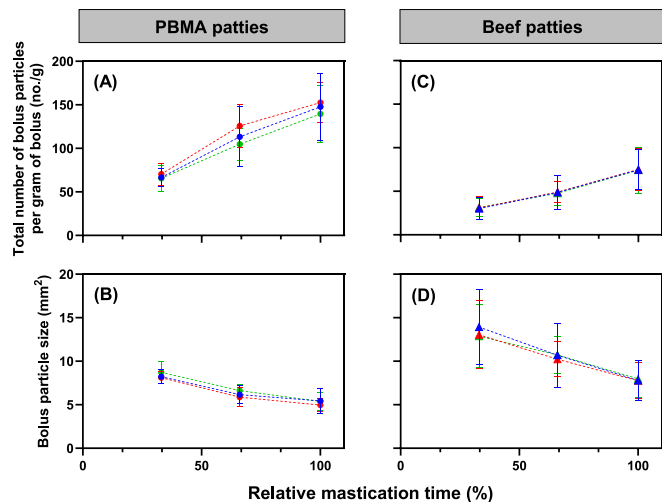 PBMA patties
Beef patties
Total number of bolus particles
per gram of bolus (no./g)
200
150
100
50
0
(A)
(C)
Bolus particle size (mm²)
20
15
10
5
0
(B)
(D)
0
50
100
0
50
100
Relative mastication time (%)